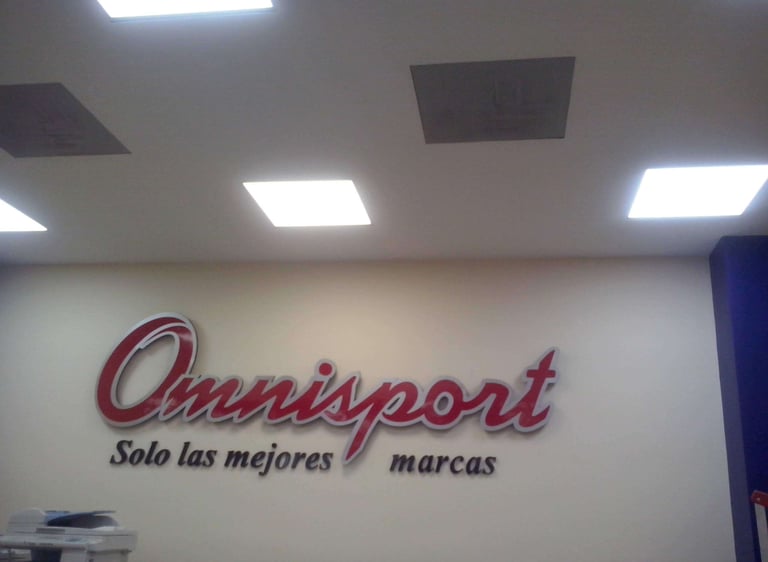 Omnisport
Solo las mejores marcas